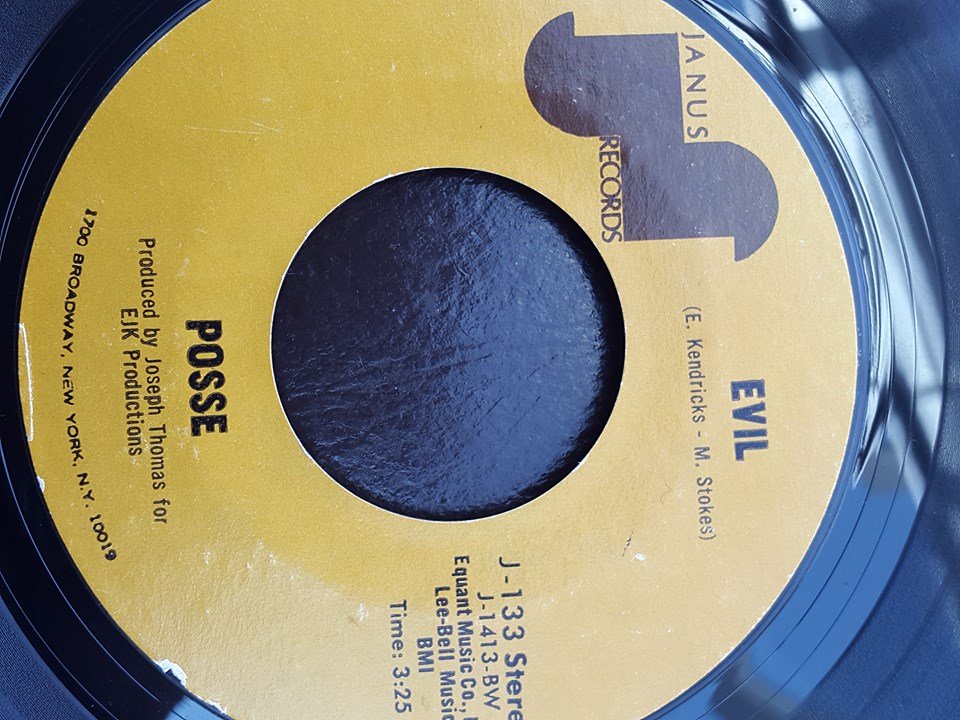 JANUS
RECORDS
EVIL
(E. Kendricks - M. Stokes)
J-133 Stere
J-1413-BW
Equant Music Co.,
Lee-Bell Music
BMI
Time: 3:25
POSSE
Produced by Joseph Thomas for
EJK Productions
1700 BROADWAY, NEW YORK, N.Y. 10019